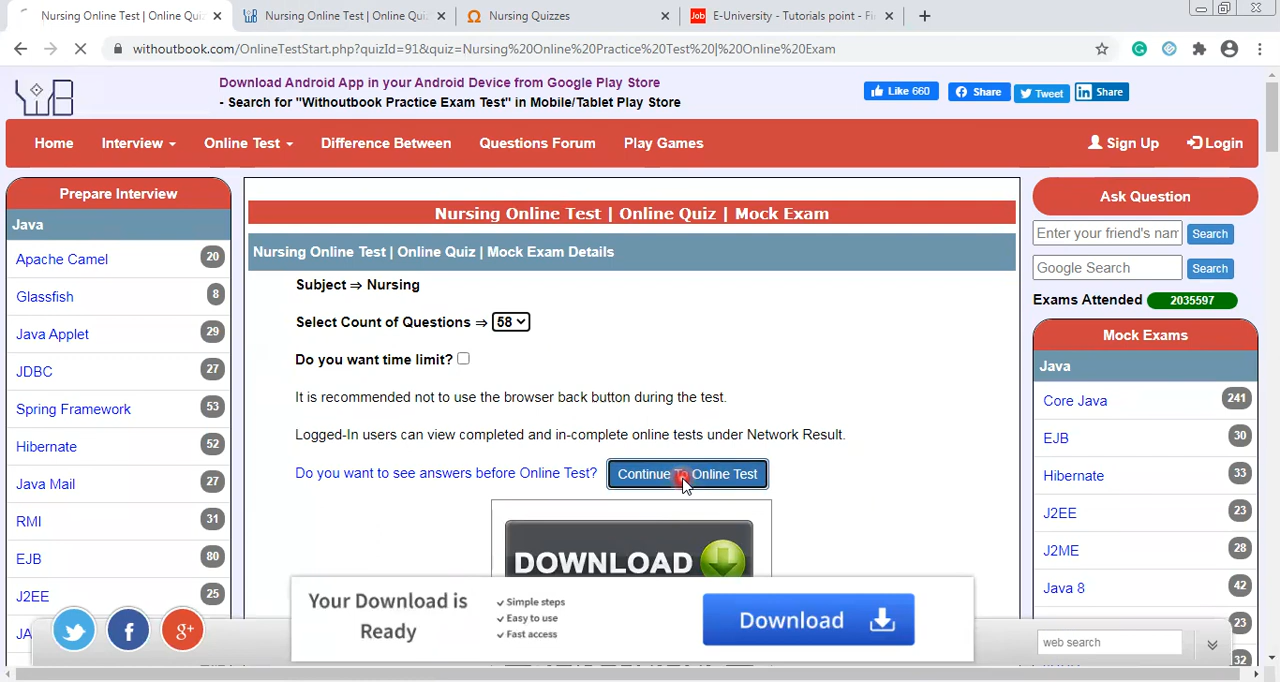 Nursing Online Test | Online Qui
Nursing Online Test | Online Qui
Nursing Quizzes
Job
E-University - Tutorials point - Fi
withoutbook.com/OnlineTestStart.php?quizId=91&quiz=Nursing%20Online%20Practice%20Test%20|%20Online%20Exam
Download Android App in your Android Device from Google Play Store
- Search for "Withoutbook Practice Exam Test" in Mobile/Tablet Play Store
Like 660
Share
Tweet
Share
Home
Interview
Online Test
Difference Between
Questions Forum
Play Games
Sign Up
Login
Prepare Interview
Java
Apache Camel 20
Glassfish 8
Java Applet 29
JDBC 27
Spring Framework 53
Hibernate 52
Java Mail 27
RMI 31
EJB 80
J2EE 25
Nursing Online Test | Online Quiz | Mock Exam
Nursing Online Test | Online Quiz | Mock Exam Details
Subject ⇒ Nursing
Select Count of Questions ⇒ 58
Do you want time limit?
It is recommended not to use the browser back button during the test.
Logged-In users can view completed and in-complete online tests under Network Result.
Do you want to see answers before Online Test?
Continue To Online Test
DOWNLOAD
Your Download is
Ready
Simple steps
Easy to use
Fast access
Download
Ask Question
Enter your friend's nam
Search
Google Search
Search
Exams Attended 2035597
Mock Exams
Java
Core Java 241
EJB 30
Hibernate 33
J2EE 23
J2ME 28
Java 8 42
23
web search
32